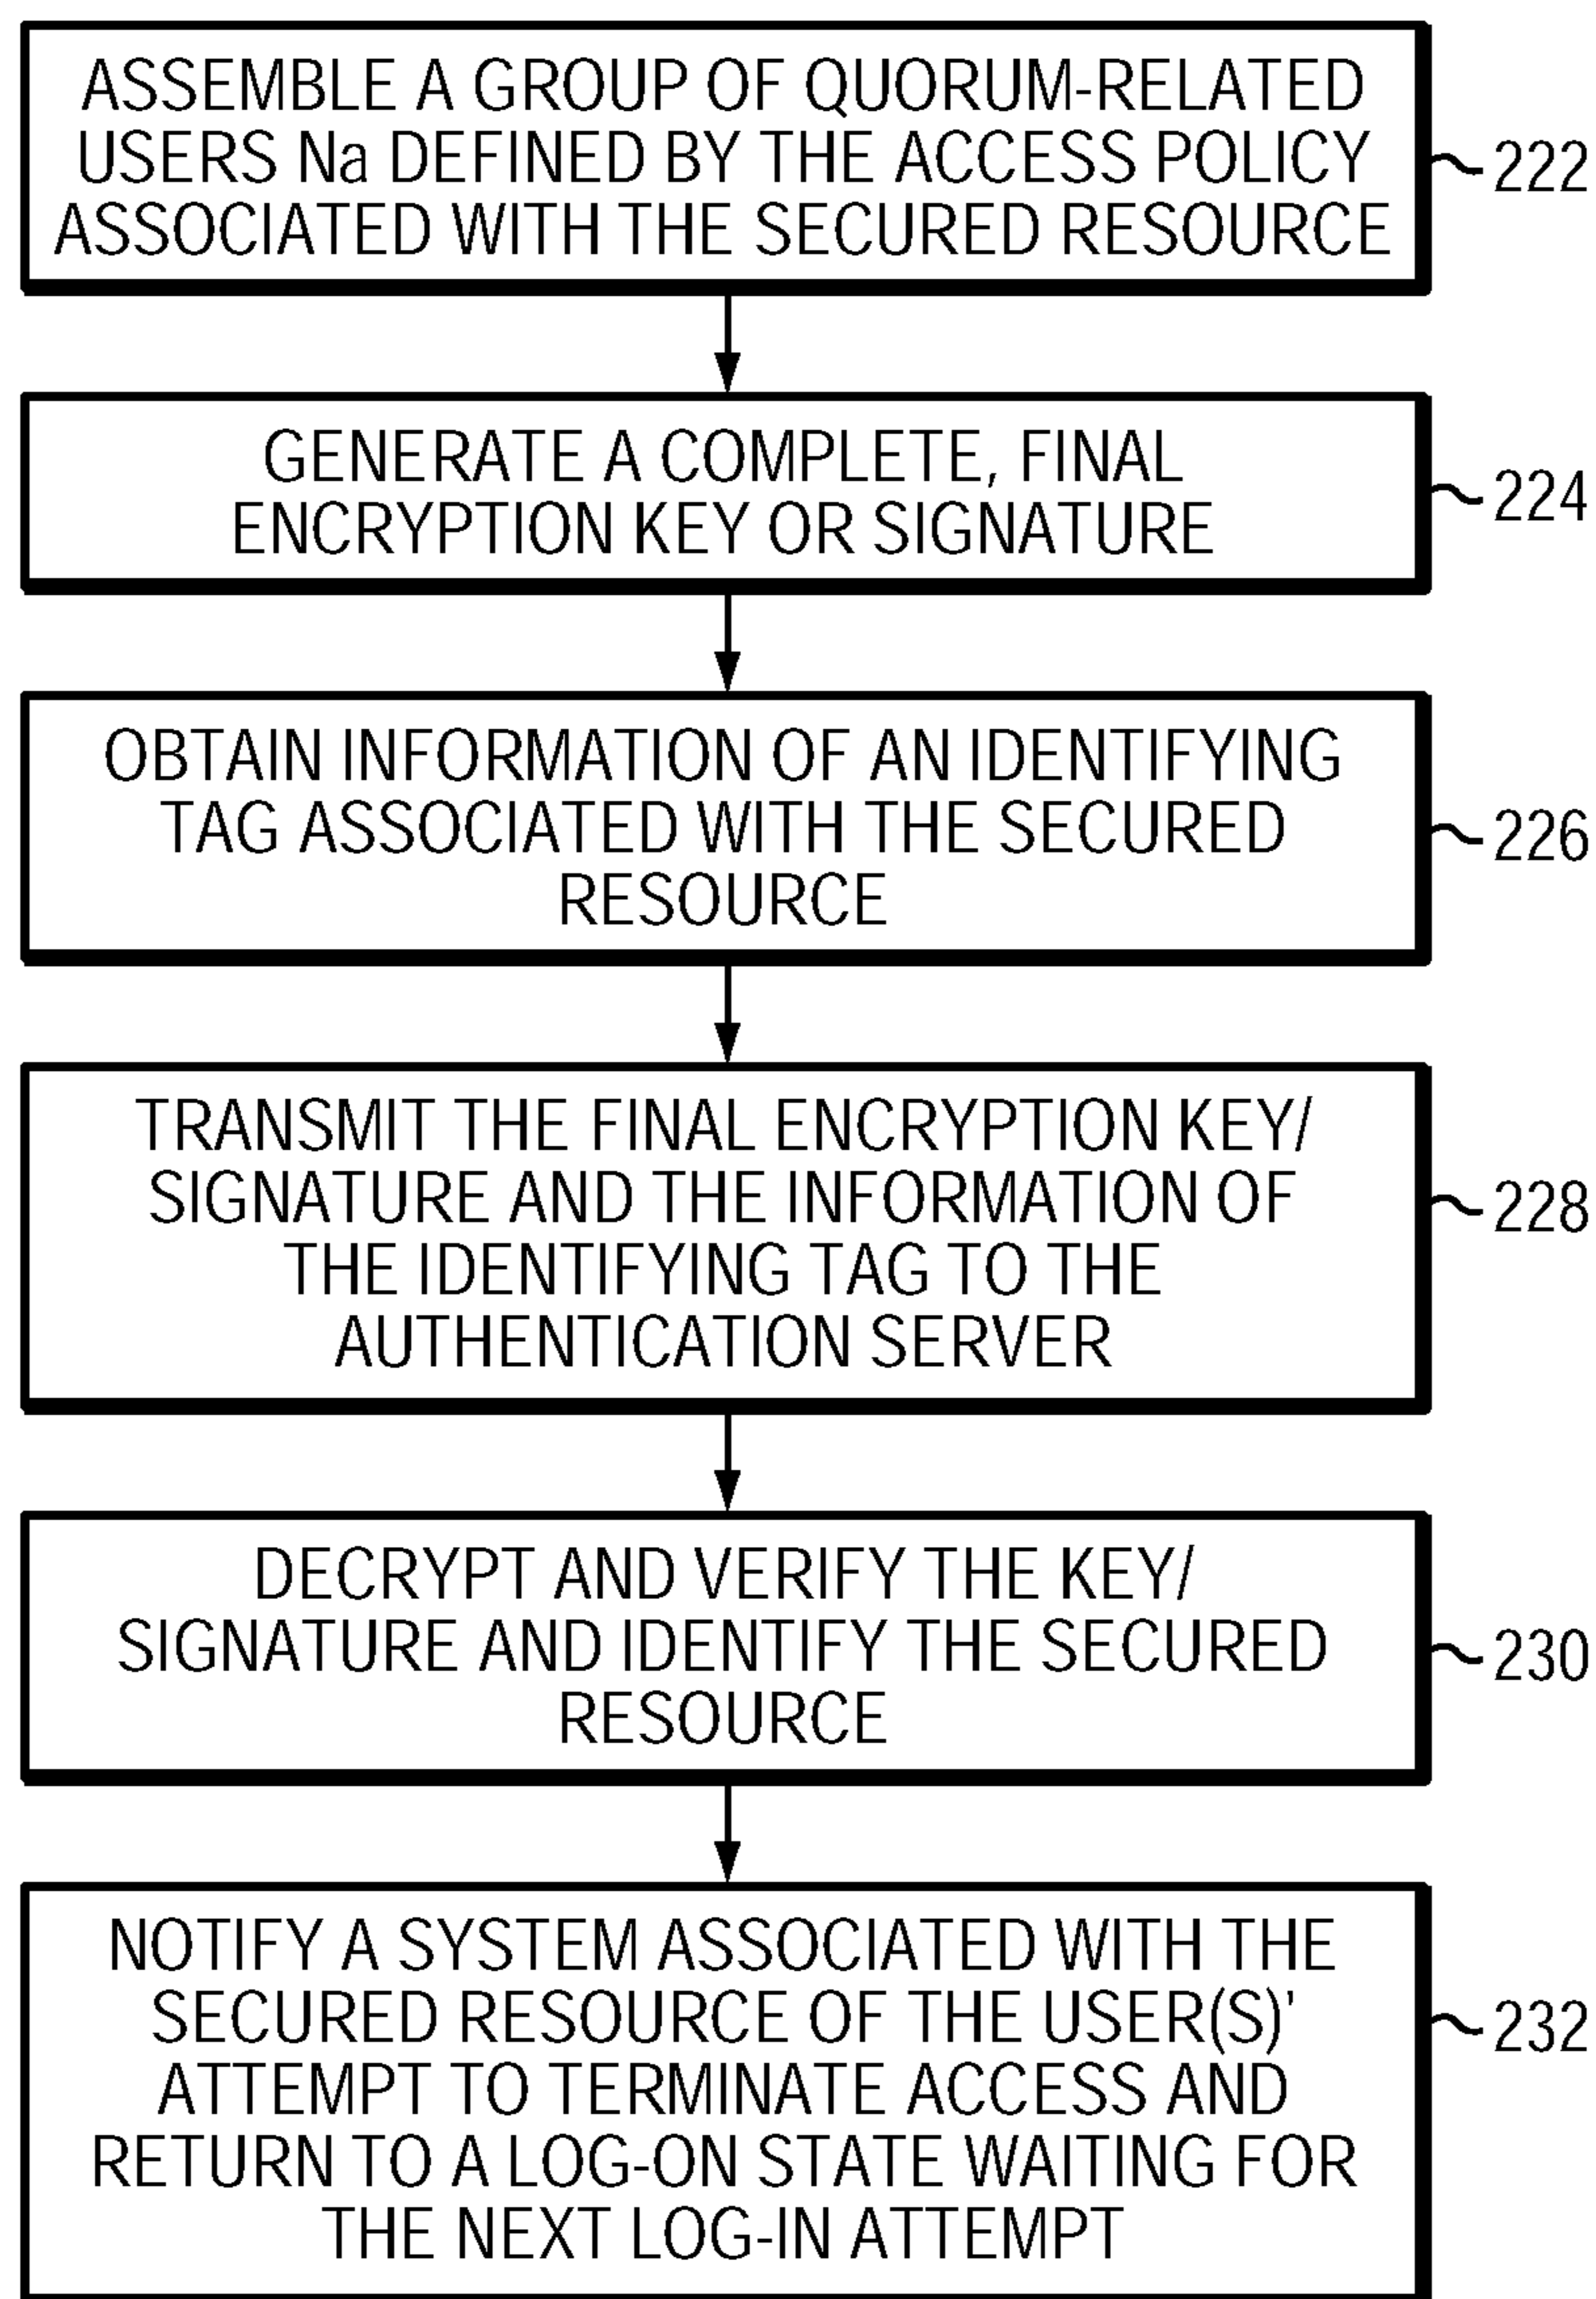 ASSEMBLE A GROUP OF QUORUM-RELATED
USERS Na DEFINED BY THE ACCESS POLICY
ASSOCIATED WITH THE SECURED RESOURCE
222
GENERATE A COMPLETE, FINAL
ENCRYPTION KEY OR SIGNATURE
224
OBTAIN INFORMATION OF AN IDENTIFYING
TAG ASSOCIATED WITH THE SECURED
RESOURCE
226
TRANSMIT THE FINAL ENCRYPTION KEY/
SIGNATURE AND THE INFORMATION OF
THE IDENTIFYING TAG TO THE
AUTHENTICATION SERVER
228
DECRYPT AND VERIFY THE KEY/
SIGNATURE AND IDENTIFY THE SECURED
RESOURCE
230
NOTIFY A SYSTEM ASSOCIATED WITH THE
SECURED RESOURCE OF THE USER(S)'
ATTEMPT TO TERMINATE ACCESS AND
RETURN TO A LOG-ON STATE WAITING FOR
THE NEXT LOG-IN ATTEMPT
232